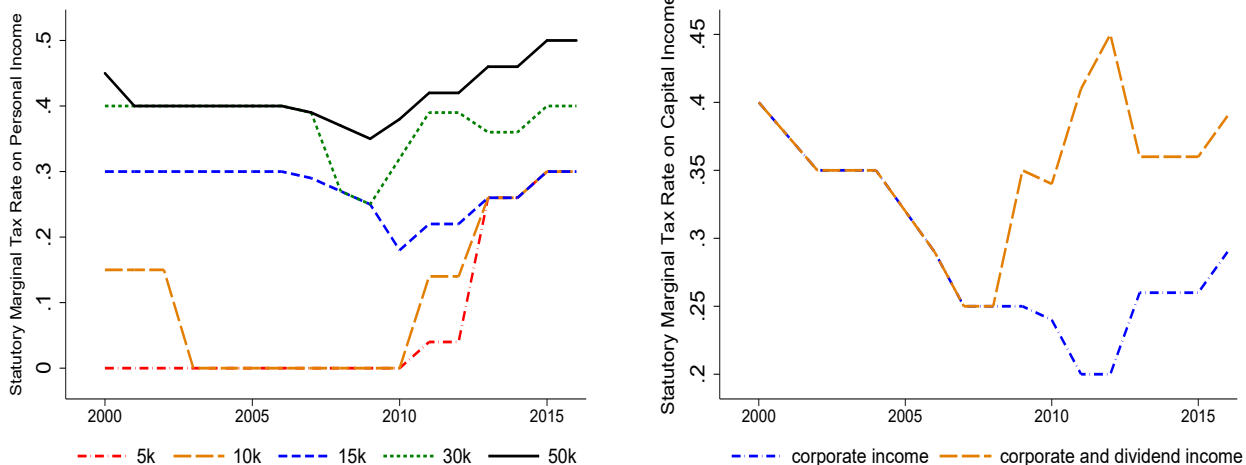 Statutory Marginal Tax Rate on Personal Income
.5
.4
.3
.2
.1
0
2000 2005 2010 2015
5k 10k 15k 30k 50k
Statutory Marginal Tax Rate on Capital Income
.45
.4
.35
.3
.25
.2
2000 2005 2010 2015
corporate income corporate and dividend income